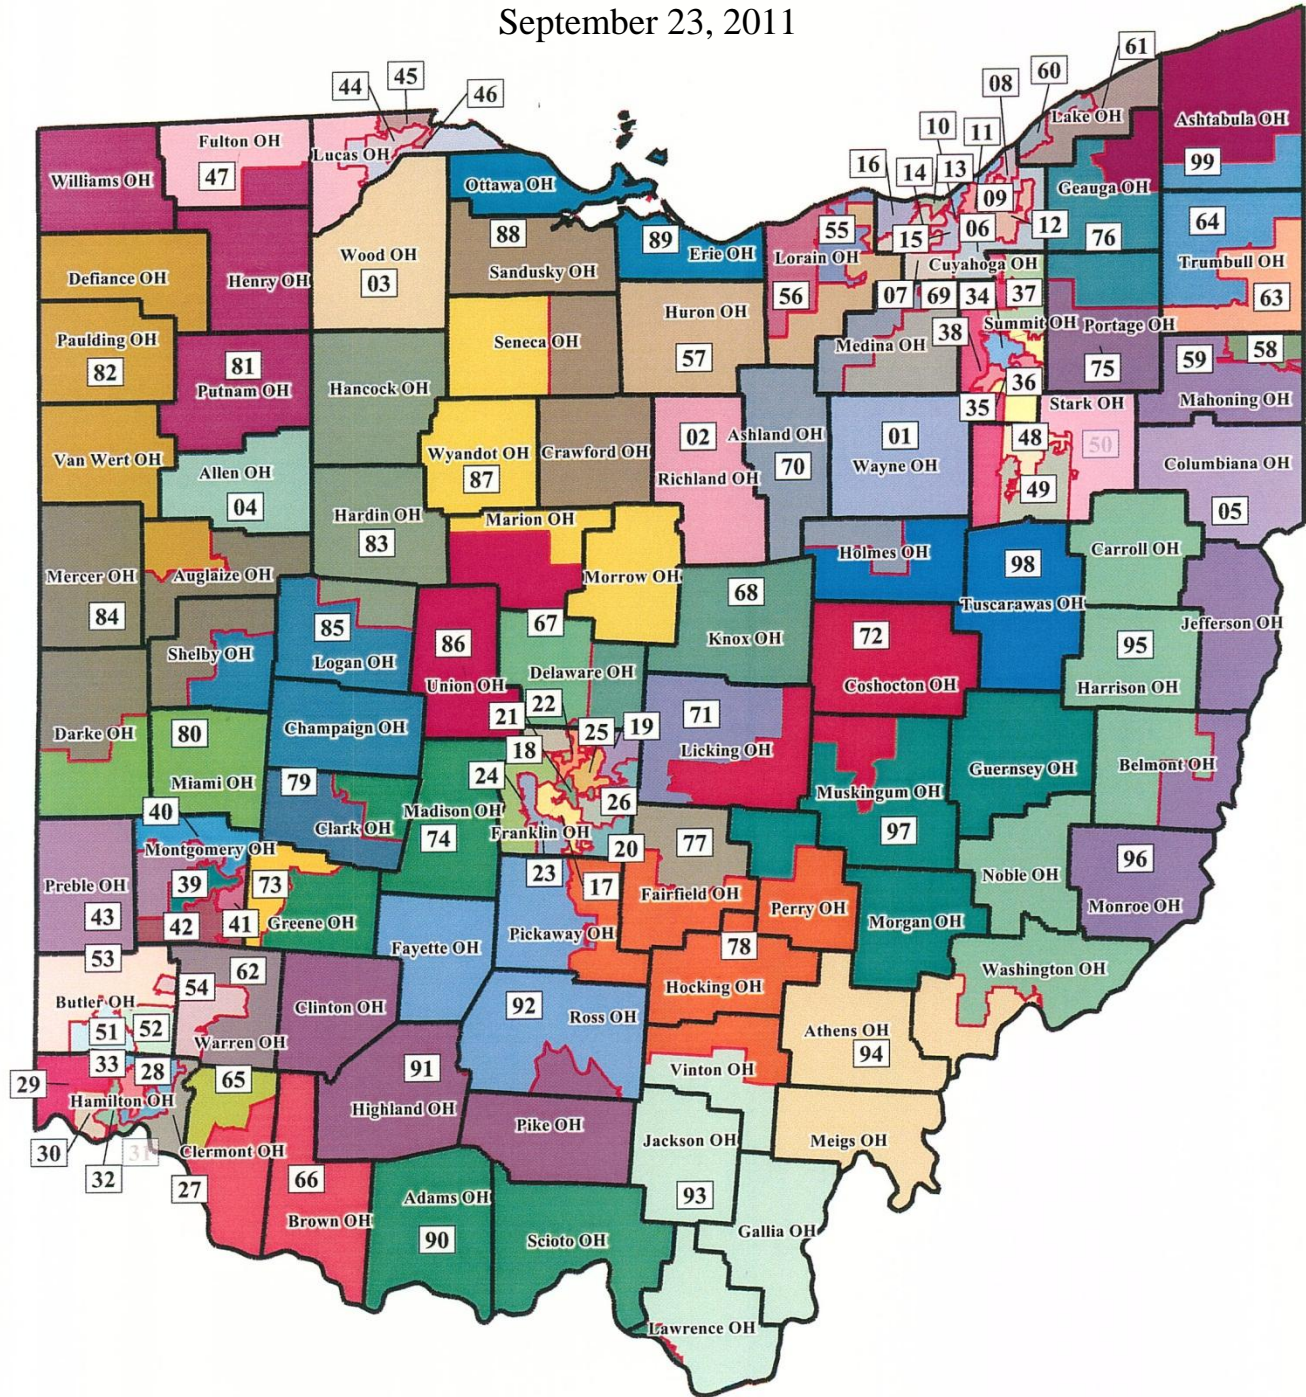 September 23, 2011
61
60
45
08
44
46
10
11
Lake OH
Ashtabula OH
Fulton OH
Lucas OH
16
14
13
47
99
Williams OH
Ottawa OH
Geauga OH
09
12
06
64
55
88
89
15
76
Wood OH
Erie OH
Lorain OH
Cuyahoga OH
Trumbull OH
Defiance OH
Henry OH
03
Sandusky OH
56
07
69
34
37
63
Huron OH
Summit OH
Portage OH
Paulding OH
Seneca OH
38
Medina OH
58
82
81
57
75
59
Putnam OH
Hancock OH
36
Mahoning OH
35
Stark OH
02
Ashland OH
01
48
50
Van Wert OH
Wyandot OH
Crawford OH
Wayne OH
Columbiana OH
Allen OH
87
Richland OH
70
49
04
Hardin OH
Marion OH
05
83
Holmes OH
98
Carroll OH
Mercer OH
Auglaize OH
Morrow OH
68
Tuscarawas OH
84
85
67
Knox OH
72
Jefferson OH
Shelby OH
86
95
Logan OH
Delaware OH
Union OH
Coshocton OH
Harrison OH
22
21
71
Darke OH
80
Champaign OH
25
19
18
Licking OH
Guernsey OH
Belmont OH
Miami OH
79
24
Muskingum OH
40
Madison OH
26
Clark OH
Franklin OH
97
74
20
77
Montgomery OH
96
23
Preble OH
39
73
17
Fairfield OH
Noble OH
43
42
41
Greene OH
Perry OH
Morgan OH
Monroe OH
Fayette OH
Pickaway OH
78
53
62
Washington OH
54
Hocking OH
Butler OH
Clinton OH
92
51
52
Ross OH
Athens OH
Warren OH
94
33
28
91
Vinton OH
29
65
Hamilton OH
Highland OH
Pike OH
Jackson OH
Meigs OH
30
31
Clermont OH
32
27
66
93
Adams OH
Brown OH
90
Scioto OH
Gallia OH
Lawrence OH